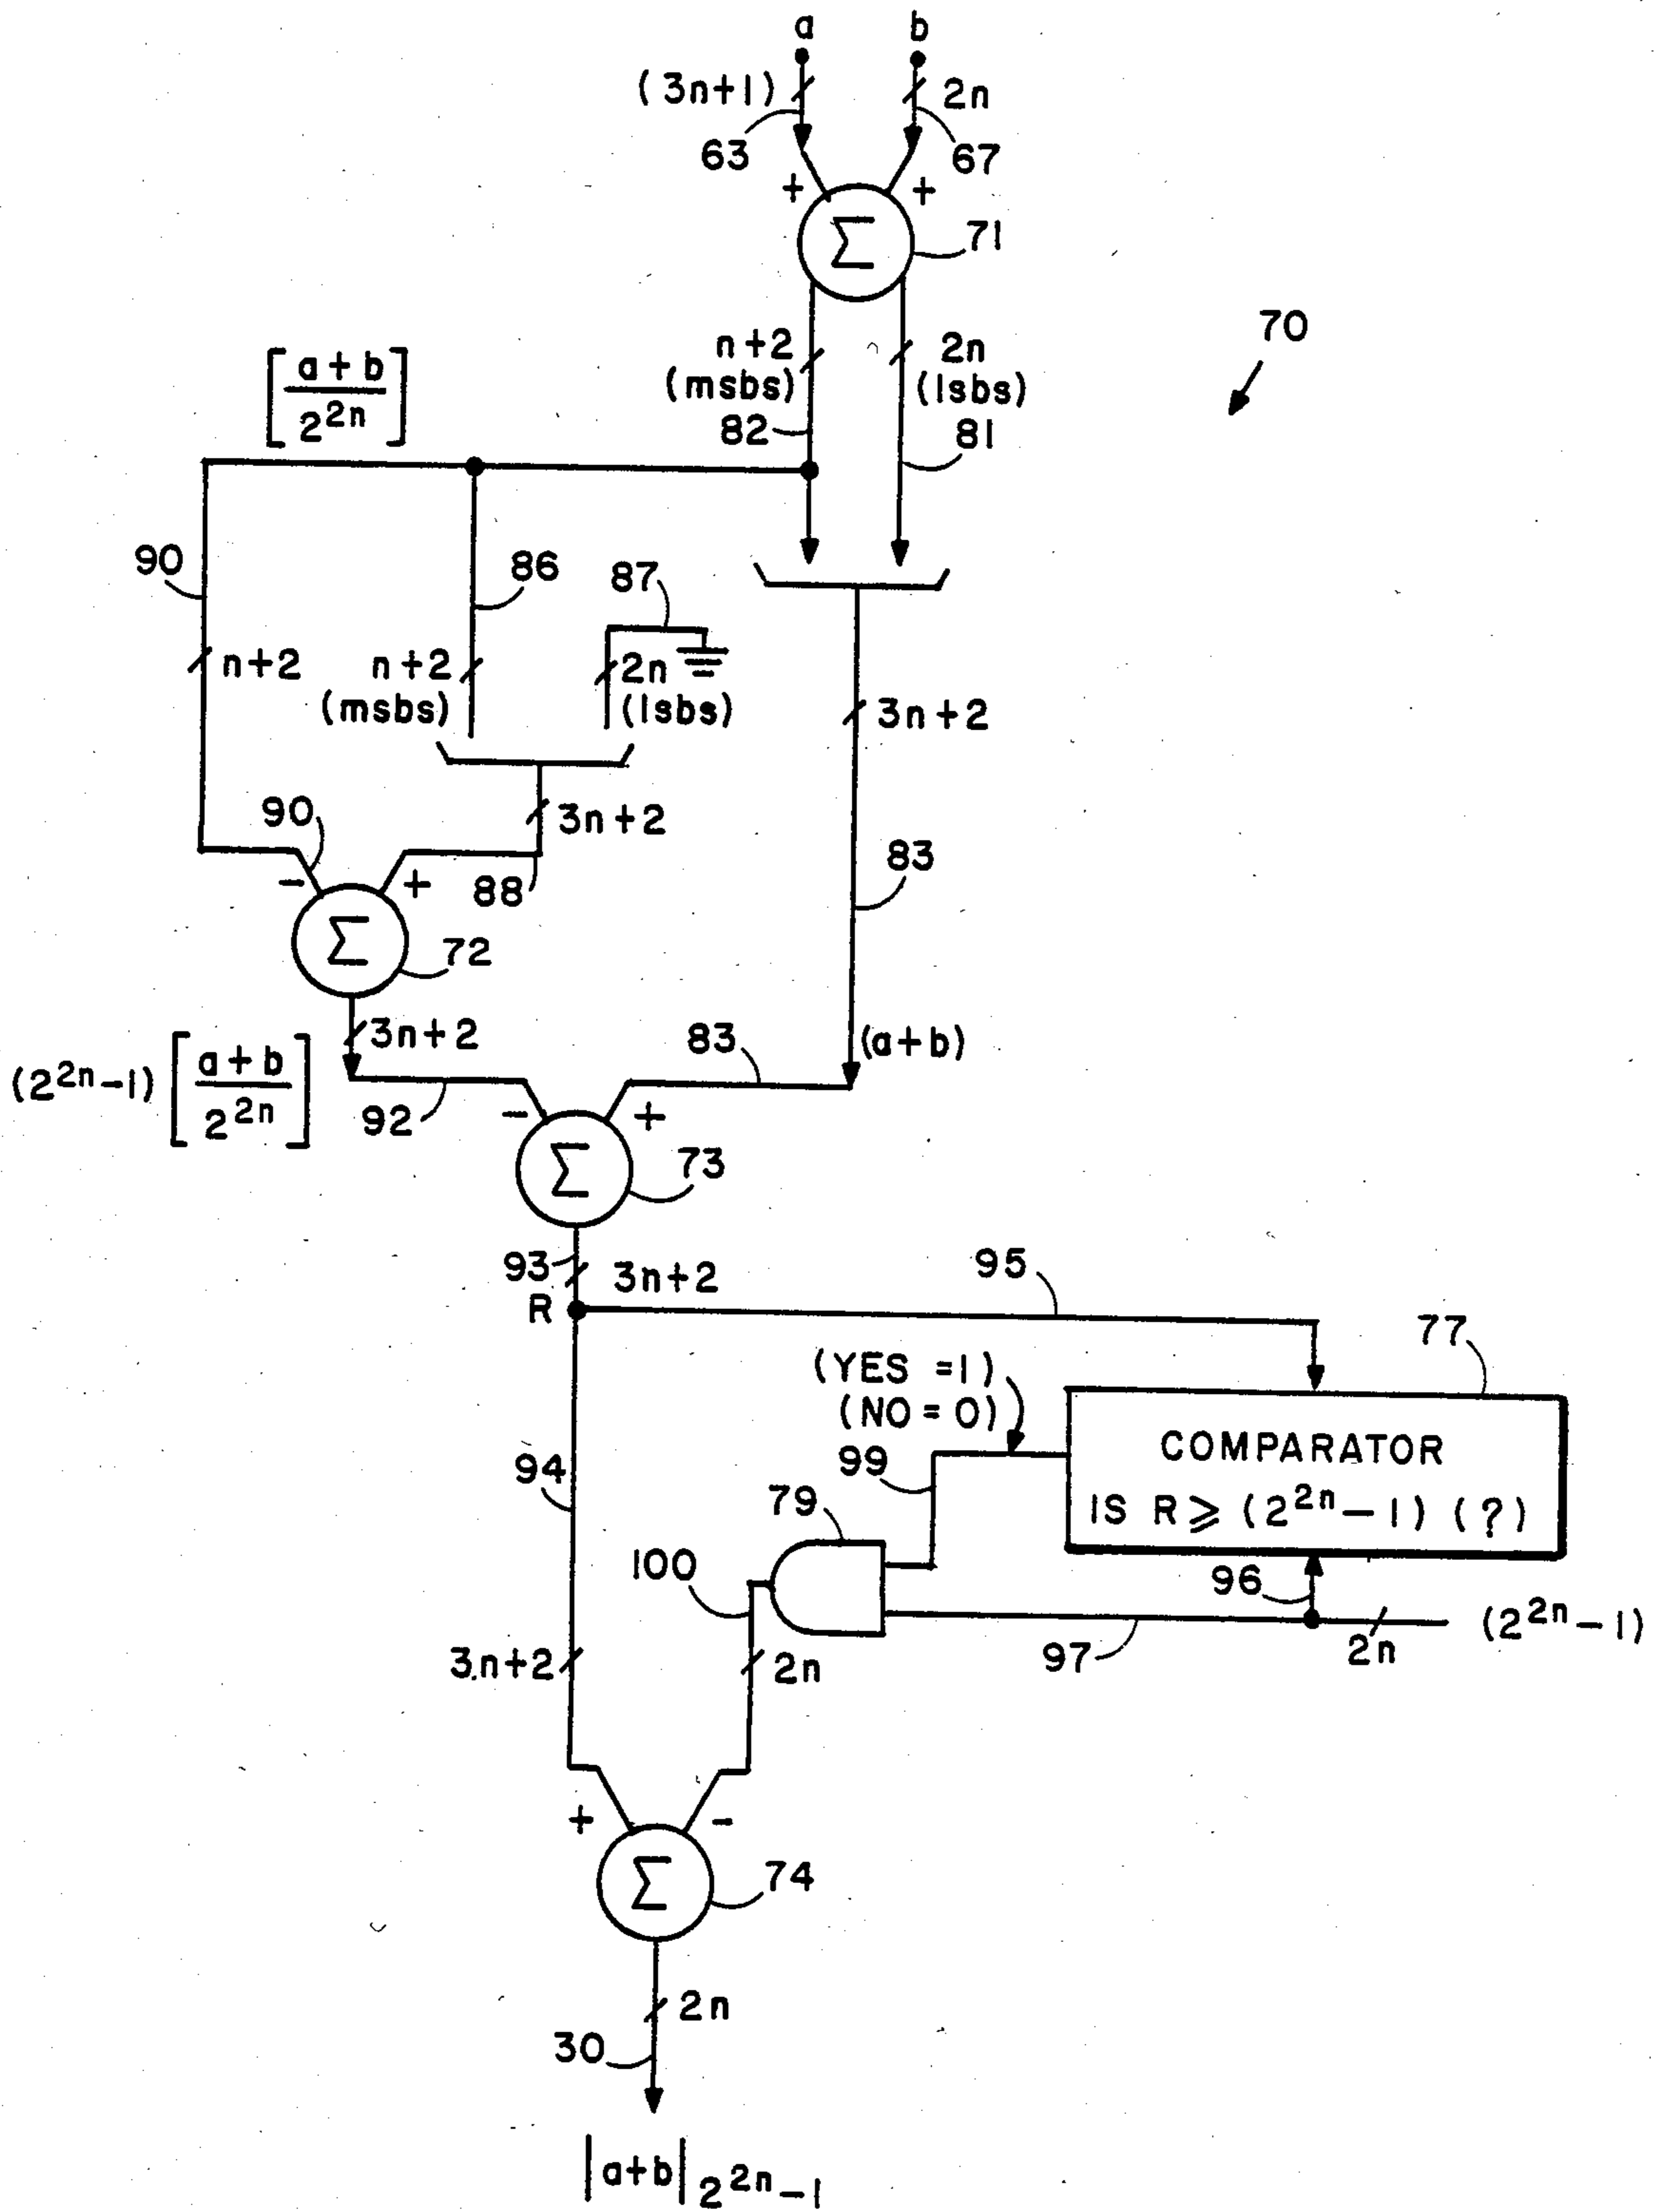 a b
(3n+1) 2n
63 67
+ +
Σ 71
70
n+2 2n
(msbs) (lsbs)
82 81
[a+b / 2^2n]
90 86 87
n+2 n+2 2n
(msbs) (lsbs)
3n+2
90 3n+2
88 83
- +
Σ 72
3n+2 83 (a+b)
(2^2n-1) [a+b / 2^2n]
92
- +
Σ 73
93 3n+2 95
R
77
(YES =1)
(NO = 0)
COMPARATOR
IS R ⩾ (2^2n - 1) (?)
94 99
79
100 96
97 2n (2^2n - 1)
3n+2 2n
+ -
Σ 74
2n
30
|a+b| 2^2n - 1